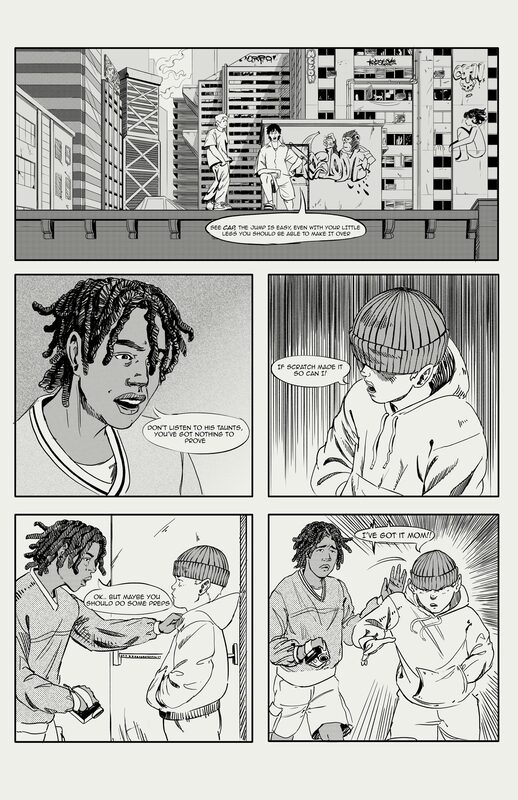 SEE CAP, THE JUMP IS EASY, EVEN WITH YOUR LITTLE
LEGS YOU SHOULD BE ABLE TO MAKE IT OVER
DON'T LISTEN TO HIS TAUNTS,
YOU'VE GOT NOTHING TO
PROVE
IF SCRATCH MADE IT
SO CAN I!
OK.. BUT MAYBE YOU
SHOULD DO SOME PREPS
I'VE GOT IT MOM!!